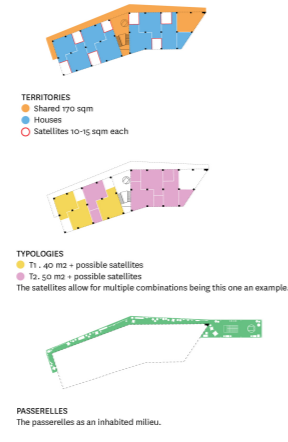 TERRITORIES
Shared 170 sqm
Houses
Satellites 10-15 sqm each
TYPOLOGIES
T1 . 40 m2 + possible satellites
T2. 50 m2 + possible satellites
The satellites allow for multiple combinations being this one an example.
PASSERELLES
The passerelles as an inhabited milieu.